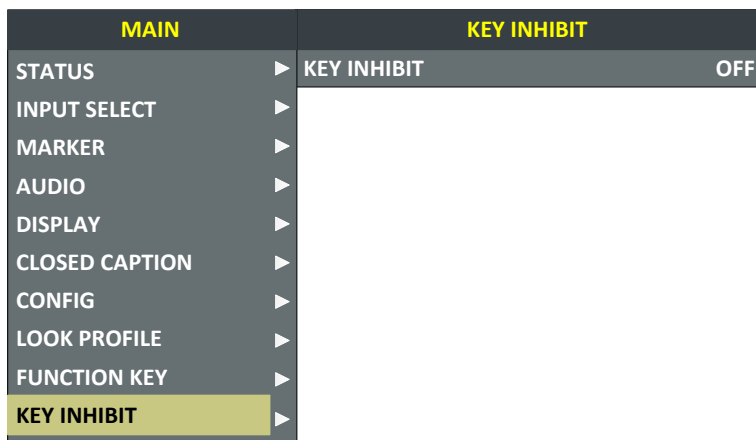 MAIN KEY INHIBIT
STATUS KEY INHIBIT OFF
INPUT SELECT
MARKER
AUDIO
DISPLAY
CLOSED CAPTION
CONFIG
LOOK PROFILE
FUNCTION KEY
KEY INHIBIT